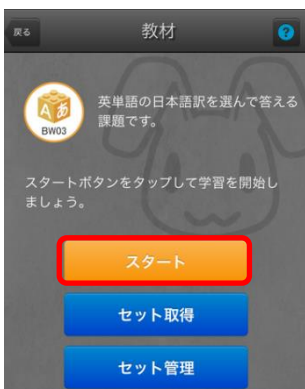 戻る
教材
?
A あ
BW03
英単語の日本語訳を選んで答える
課題です。
スタートボタンをタップして学習を開始し
ましょう。
スタート
セット取得
セット管理